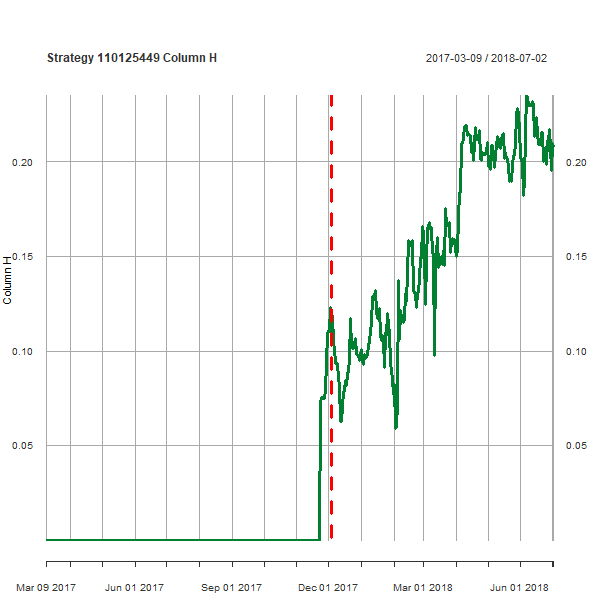 Strategy 110125449 Column H
2017-03-09 / 2018-07-02
0.20
0.20
0.15
0.15
Column H
0.10
0.10
0.05
0.05
Mar 09 2017
Jun 01 2017
Sep 01 2017
Dec 01 2017
Mar 01 2018
Jun 01 2018